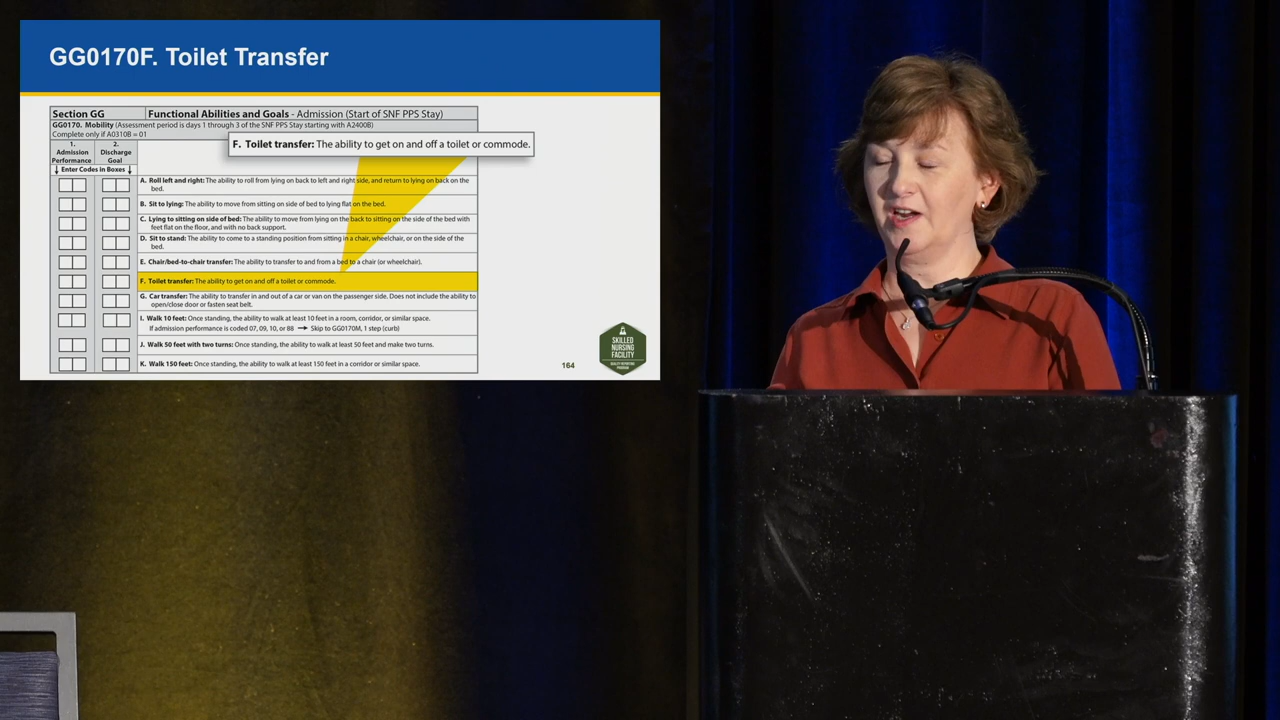 GG0170F. Toilet Transfer
Section GG
Functional Abilities and Goals - Admission (Start of SNF PPS Stay)
GG0170. Mobility (Assessment period is days 1 through 3 of the SNF PPS Stay starting with A2400B)
Complete only if A0310B = 01
F. Toilet transfer: The ability to get on and off a toilet or commode.
1.
Admission
Performance
2.
Discharge
Goal
↓ Enter Codes in Boxes ↓
A. Roll left and right: The ability to roll from lying on back to left and right side, and return to lying on back on the
bed.
B. Sit to lying: The ability to move from sitting on side of bed to lying flat on the bed.
C. Lying to sitting on side of bed: The ability to move from lying on the back to sitting on the side of the bed with
feet flat on the floor, and with no back support.
D. Sit to stand: The ability to come to a standing position from sitting in a chair, wheelchair, or on the side of the
bed.
E. Chair/bed-to-chair transfer: The ability to transfer to and from a bed to a chair (or wheelchair).
F. Toilet transfer: The ability to get on and off a toilet or commode.
G. Car transfer: The ability to transfer in and out of a car or van on the passenger side. Does not include the ability to
open/close door or fasten seat belt.
I. Walk 10 feet: Once standing, the ability to walk at least 10 feet in a room, corridor, or similar space.
If admission performance is coded 07, 09, 10, or 88 → Skip to GG0170M, 1 step (curb)
J. Walk 50 feet with two turns: Once standing, the ability to walk at least 50 feet and make two turns.
K. Walk 150 feet: Once standing, the ability to walk at least 150 feet in a corridor or similar space.
SKILLED
NURSING
FACILITY
QUALITY REPORTING
PROGRAM
164